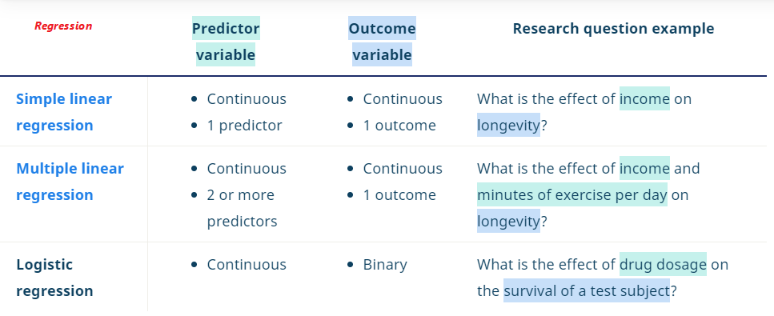 Regression
Predictor variable
Outcome variable
Research question example
Simple linear regression
Continuous
1 predictor
Continuous
1 outcome
What is the effect of income on
longevity?
Multiple linear regression
Continuous
2 or more
predictors
Continuous
1 outcome
What is the effect of income and
minutes of exercise per day on
longevity?
Logistic regression
Continuous
Binary
What is the effect of drug dosage on
the survival of a test subject?